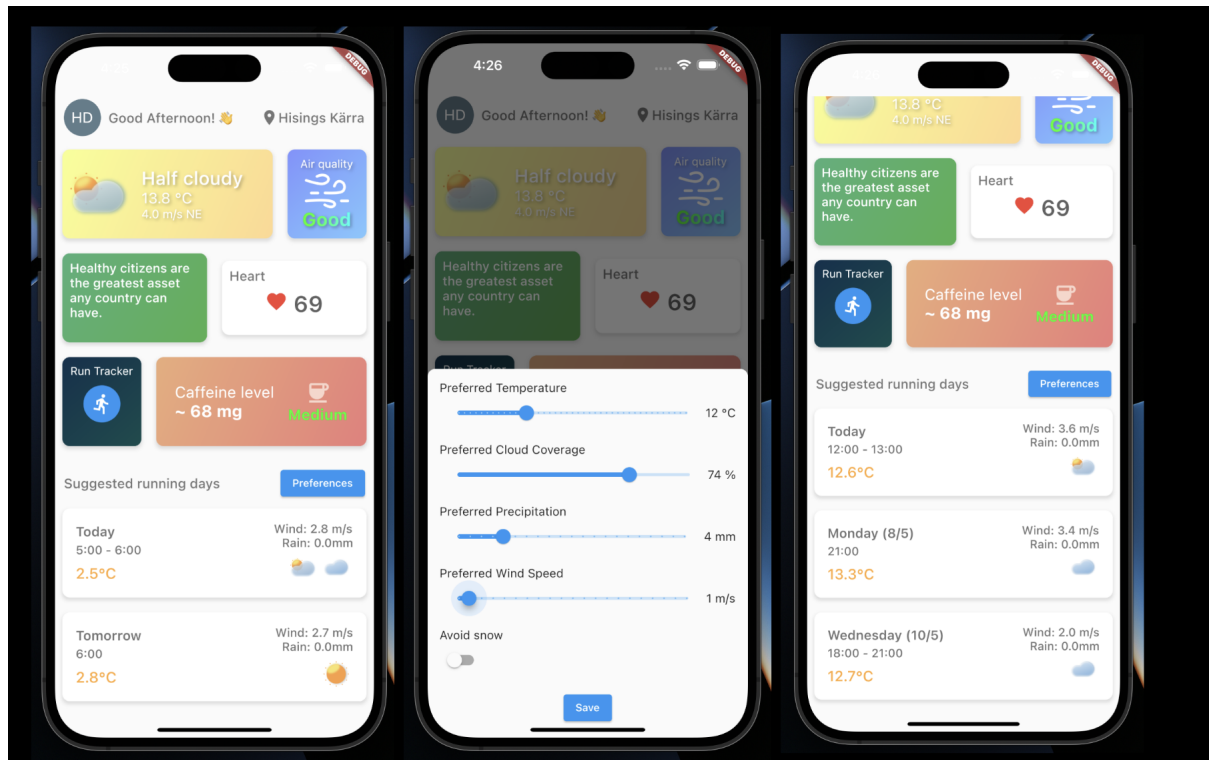 DEBUG
HD Good Afternoon! 👋 Hisings Kärra
Half cloudy
13.8 °C
4.0 m/s NE
Air quality
Good
Healthy citizens are
the greatest asset
any country can
have.
Heart
69
Run Tracker
Caffeine level
~ 68 mg
Medium
Suggested running days
Preferences
Today
5:00 - 6:00
2.5°C
Wind: 2.8 m/s
Rain: 0.0mm
Tomorrow
6:00
2.8°C
Wind: 2.7 m/s
Rain: 0.0mm
4:26
DEBUG
HD Good Afternoon! 👋 Hisings Kärra
Half cloudy
13.8 °C
4.0 m/s NE
Air quality
Good
Healthy citizens are
the greatest asset
any country can
have.
Heart
69
Run Tracker
Preferred Temperature
12 °C
Preferred Cloud Coverage
74 %
Preferred Precipitation
4 mm
Preferred Wind Speed
1 m/s
Avoid snow
Save
DEBUG
13.8 °C
4.0 m/s NE
Good
Healthy citizens are
the greatest asset
any country can
have.
Heart
69
Run Tracker
Caffeine level
~ 68 mg
Medium
Suggested running days
Preferences
Today
12:00 - 13:00
12.6°C
Wind: 3.6 m/s
Rain: 0.0mm
Monday (8/5)
21:00
13.3°C
Wind: 3.4 m/s
Rain: 0.0mm
Wednesday (10/5)
18:00 - 21:00
12.7°C
Wind: 2.0 m/s
Rain: 0.0mm